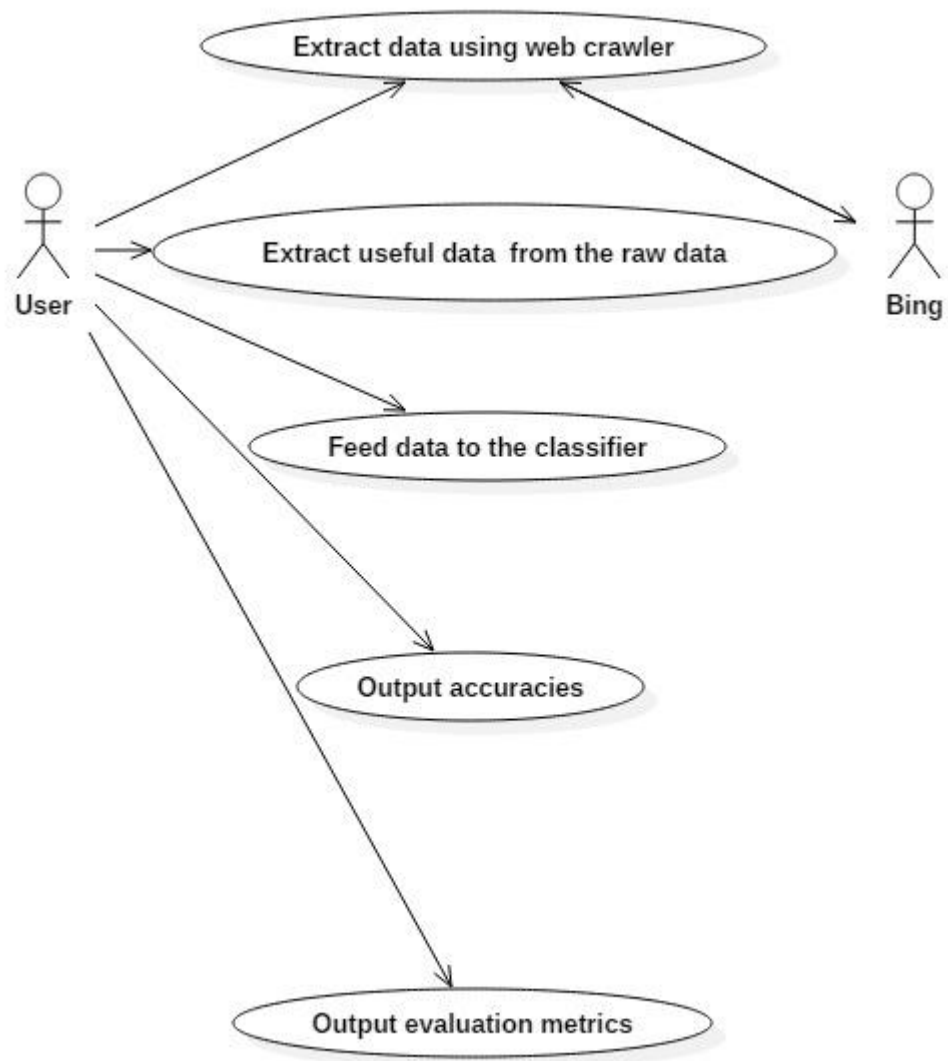 Extract data using web crawler
Extract useful data  from the raw data
User
Bing
Feed data to the classifier
Output accuracies
Output evaluation metrics